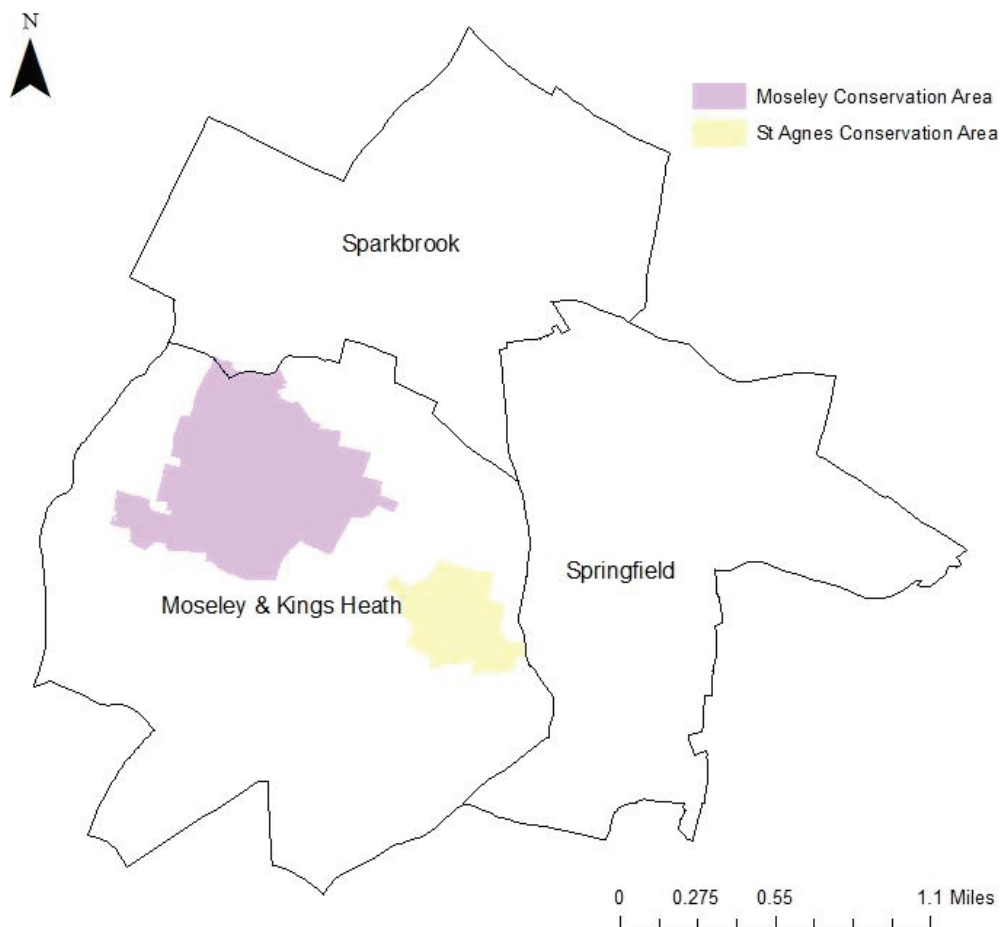 N
Moseley Conservation Area
St Agnes Conservation Area
Sparkbrook
Springfield
Moseley & Kings Heath
0 0.275 0.55 1.1 Miles